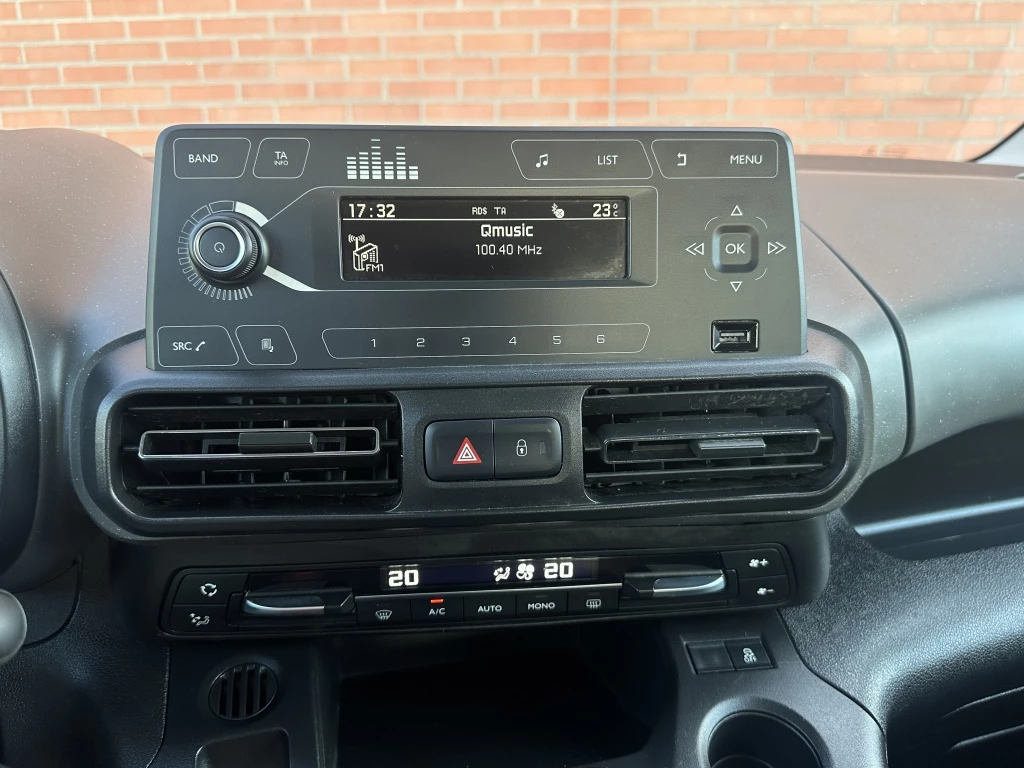 BAND TA INFO LIST MENU
17:32 RDS TA 23°C
Qmusic
100.40 MHz
FM1
OK
SRC
1 2 3 4 5 6
20 20
A/C AUTO MONO
OFF